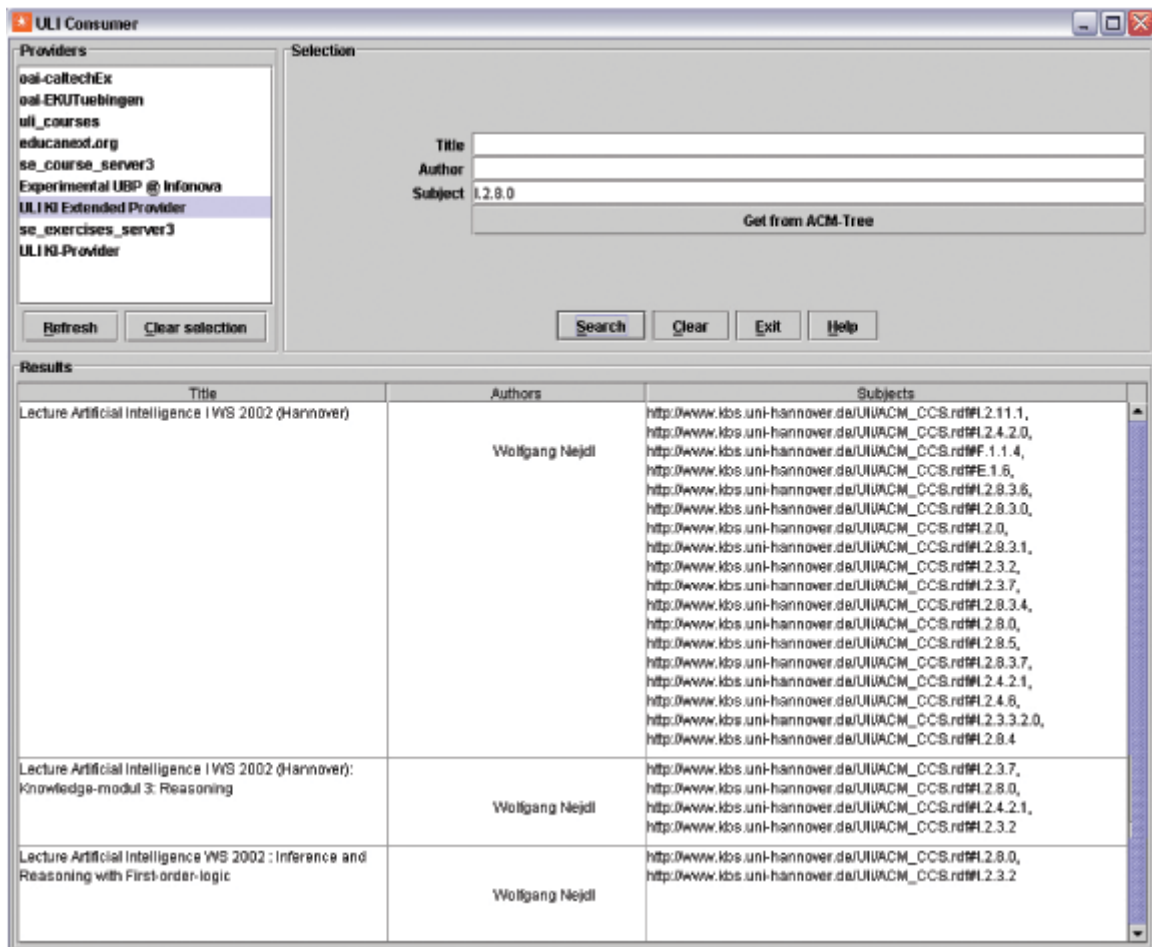 ULI Consumer
Providers
oai-caltechEx
oai-EKUTuebingen
uli_courses
educanext.org
se_course_server3
Experimental UBP @ Infonova
ULI KI Extended Provider
se_exercises_server3
ULI KI-Provider
Refresh Clear selection
Selection
Title
Author
Subject I.2.8.0
Get from ACM-Tree
Search Clear Exit Help
Results
Title Authors Subjects
Lecture Artificial Intelligence I WS 2002 (Hannover)
Wolfgang Nejdl
http://www.kbs.uni-hannover.de/Uli/ACM_CCS.rdf#I.2.11.1,
http://www.kbs.uni-hannover.de/Uli/ACM_CCS.rdf#I.2.4.2.0,
http://www.kbs.uni-hannover.de/Uli/ACM_CCS.rdf#F.1.1.4,
http://www.kbs.uni-hannover.de/Uli/ACM_CCS.rdf#E.1.6,
http://www.kbs.uni-hannover.de/Uli/ACM_CCS.rdf#I.2.8.3.6,
http://www.kbs.uni-hannover.de/Uli/ACM_CCS.rdf#I.2.8.3.0,
http://www.kbs.uni-hannover.de/Uli/ACM_CCS.rdf#I.2.0,
http://www.kbs.uni-hannover.de/Uli/ACM_CCS.rdf#I.2.8.3.1,
http://www.kbs.uni-hannover.de/Uli/ACM_CCS.rdf#I.2.3.2,
http://www.kbs.uni-hannover.de/Uli/ACM_CCS.rdf#I.2.3.7,
http://www.kbs.uni-hannover.de/Uli/ACM_CCS.rdf#I.2.8.3.4,
http://www.kbs.uni-hannover.de/Uli/ACM_CCS.rdf#I.2.8.0,
http://www.kbs.uni-hannover.de/Uli/ACM_CCS.rdf#I.2.8.5,
http://www.kbs.uni-hannover.de/Uli/ACM_CCS.rdf#I.2.8.3.7,
http://www.kbs.uni-hannover.de/Uli/ACM_CCS.rdf#I.2.4.2.1,
http://www.kbs.uni-hannover.de/Uli/ACM_CCS.rdf#I.2.4.6,
http://www.kbs.uni-hannover.de/Uli/ACM_CCS.rdf#I.2.3.3.2.0,
http://www.kbs.uni-hannover.de/Uli/ACM_CCS.rdf#I.2.8.4
Lecture Artificial Intelligence I WS 2002 (Hannover):
Knowledge-modul 3: Reasoning
Wolfgang Nejdl
http://www.kbs.uni-hannover.de/Uli/ACM_CCS.rdf#I.2.3.7,
http://www.kbs.uni-hannover.de/Uli/ACM_CCS.rdf#I.2.8.0,
http://www.kbs.uni-hannover.de/Uli/ACM_CCS.rdf#I.2.4.2.1,
http://www.kbs.uni-hannover.de/Uli/ACM_CCS.rdf#I.2.3.2
Lecture Artificial Intelligence WS 2002 : Inference and
Reasoning with First-order-logic
Wolfgang Nejdl
http://www.kbs.uni-hannover.de/Uli/ACM_CCS.rdf#I.2.8.0,
http://www.kbs.uni-hannover.de/Uli/ACM_CCS.rdf#I.2.3.2